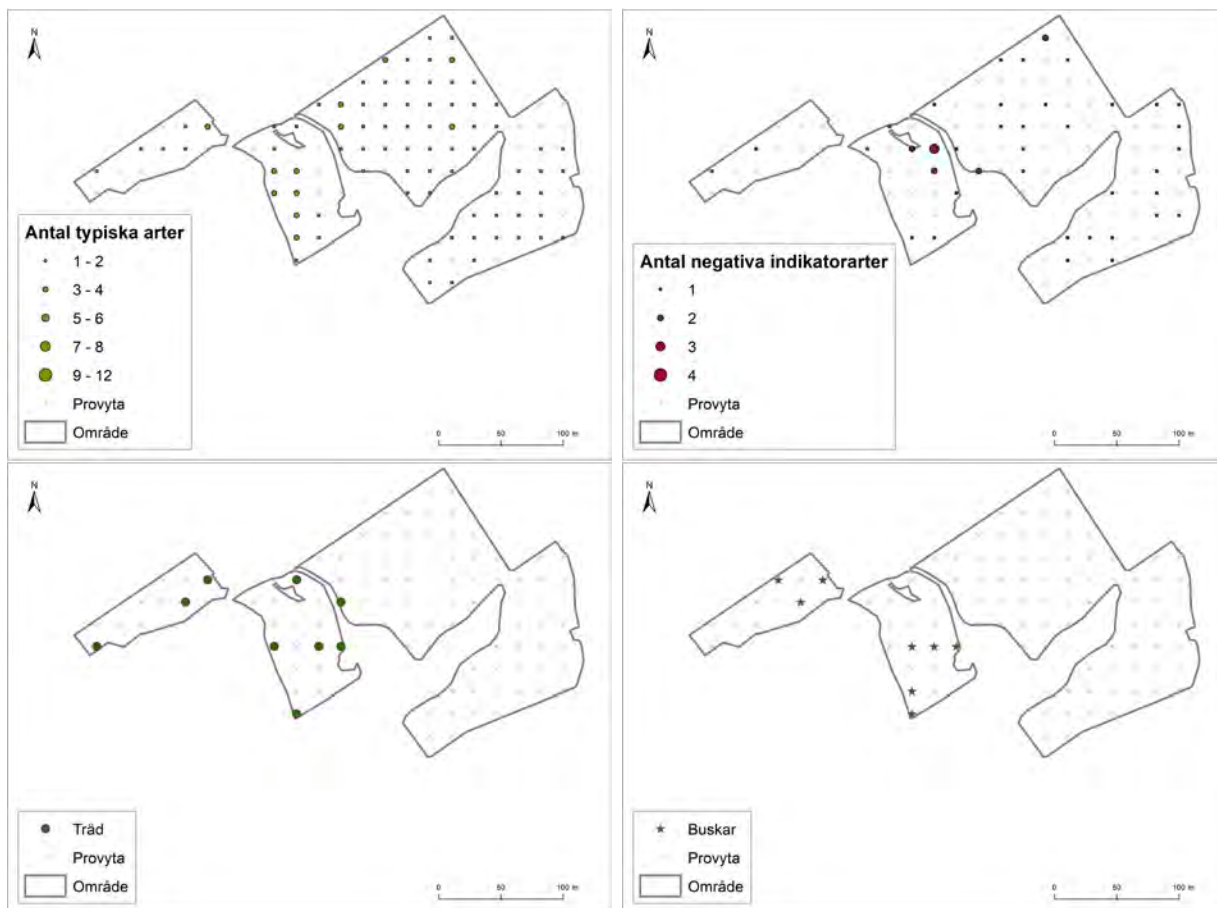 N
Antal typiska arter
1 - 2
3 - 4
5 - 6
7 - 8
9 - 12
Provyta
Område
0 50 100 m
N
Antal negativa indikatorarter
1
2
3
4
Provyta
Område
0 50 100 m
N
Träd
Provyta
Område
0 50 100 m
N
Buskar
Provyta
Område
0 50 100 m